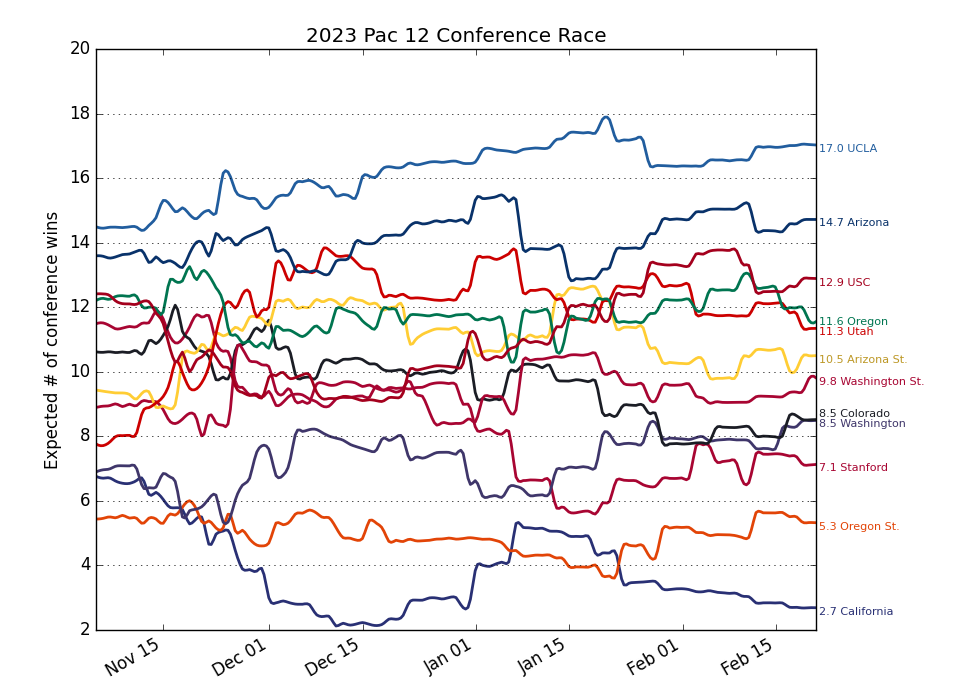 2023 Pac 12 Conference Race
Expected # of conference wins
20
18
16
14
12
10
8
6
4
2
17.0 UCLA
14.7 Arizona
12.9 USC
11.6 Oregon
11.3 Utah
10.5 Arizona St.
9.8 Washington St.
8.5 Colorado
8.5 Washington
7.1 Stanford
5.3 Oregon St.
2.7 California
Nov 15
Dec 01
Dec 15
Jan 01
Jan 15
Feb 01
Feb 15